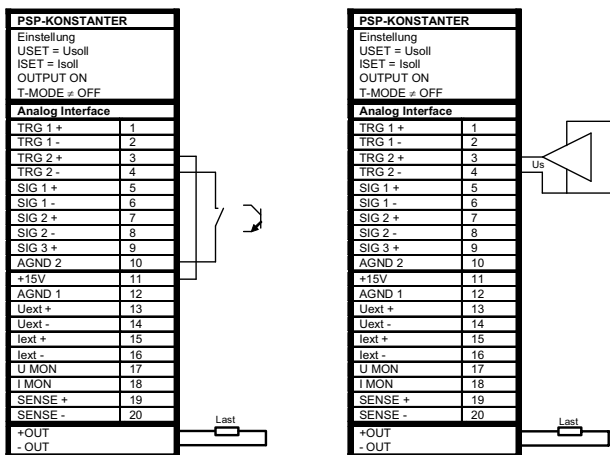 PSP-KONSTANTER
Einstellung
USET = Usoll
ISET = Isoll
OUTPUT ON
T-MODE ≠ OFF
Analog Interface
TRG 1 + 1
TRG 1 - 2
TRG 2 + 3
TRG 2 - 4
SIG 1 + 5
SIG 1 - 6
SIG 2 + 7
SIG 2 - 8
SIG 3 + 9
AGND 2 10
+15V 11
AGND 1 12
Uext + 13
Uext - 14
Iext + 15
Iext - 16
U MON 17
I MON 18
SENSE + 19
SENSE - 20
+OUT
- OUT
Last
PSP-KONSTANTER
Einstellung
USET = Usoll
ISET = Isoll
OUTPUT ON
T-MODE ≠ OFF
Analog Interface
TRG 1 + 1
TRG 1 - 2
TRG 2 + 3
TRG 2 - 4
SIG 1 + 5
SIG 1 - 6
SIG 2 + 7
SIG 2 - 8
SIG 3 + 9
AGND 2 10
+15V 11
AGND 1 12
Uext + 13
Uext - 14
Iext + 15
Iext - 16
U MON 17
I MON 18
SENSE + 19
SENSE - 20
+OUT
- OUT
Us
Last